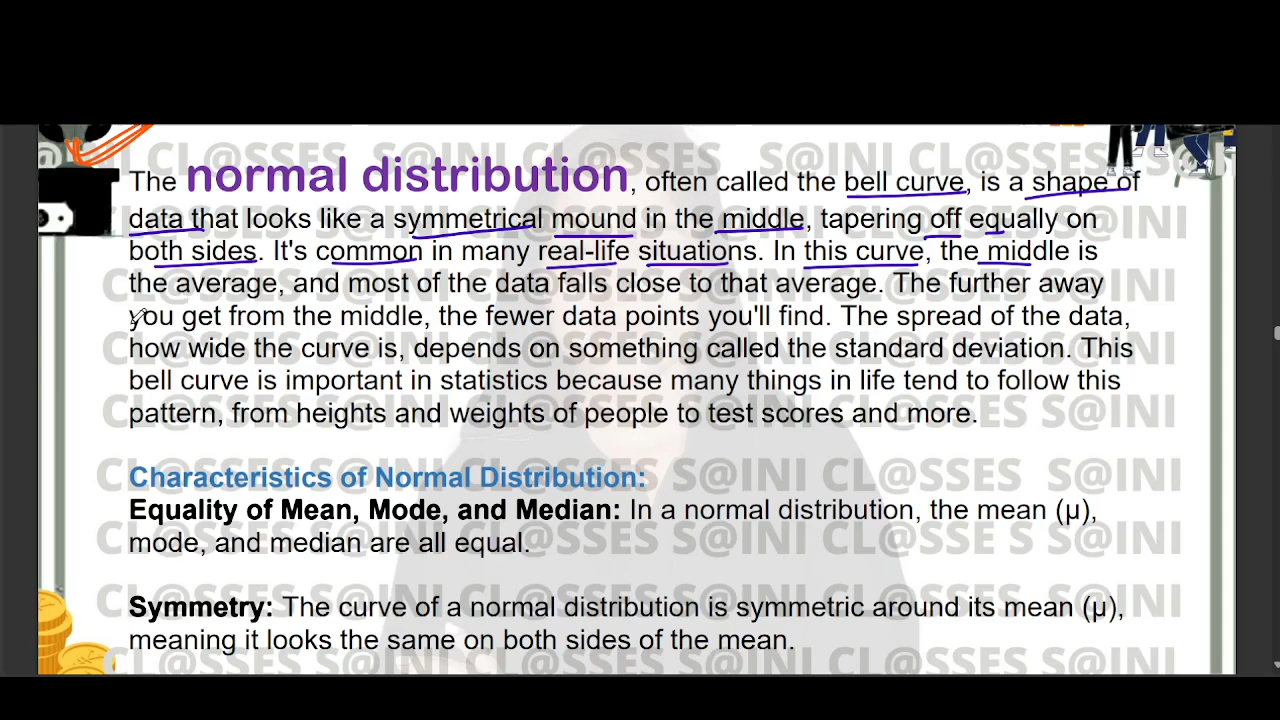 The normal distribution, often called the bell curve, is a shape of
data that looks like a symmetrical mound in the middle, tapering off equally on
both sides. It's common in many real-life situations. In this curve, the middle is
the average, and most of the data falls close to that average. The further away
you get from the middle, the fewer data points you'll find. The spread of the data,
how wide the curve is, depends on something called the standard deviation. This
bell curve is important in statistics because many things in life tend to follow this
pattern, from heights and weights of people to test scores and more.
Characteristics of Normal Distribution:
Equality of Mean, Mode, and Median: In a normal distribution, the mean (μ),
mode, and median are all equal.
Symmetry: The curve of a normal distribution is symmetric around its mean (μ),
meaning it looks the same on both sides of the mean.